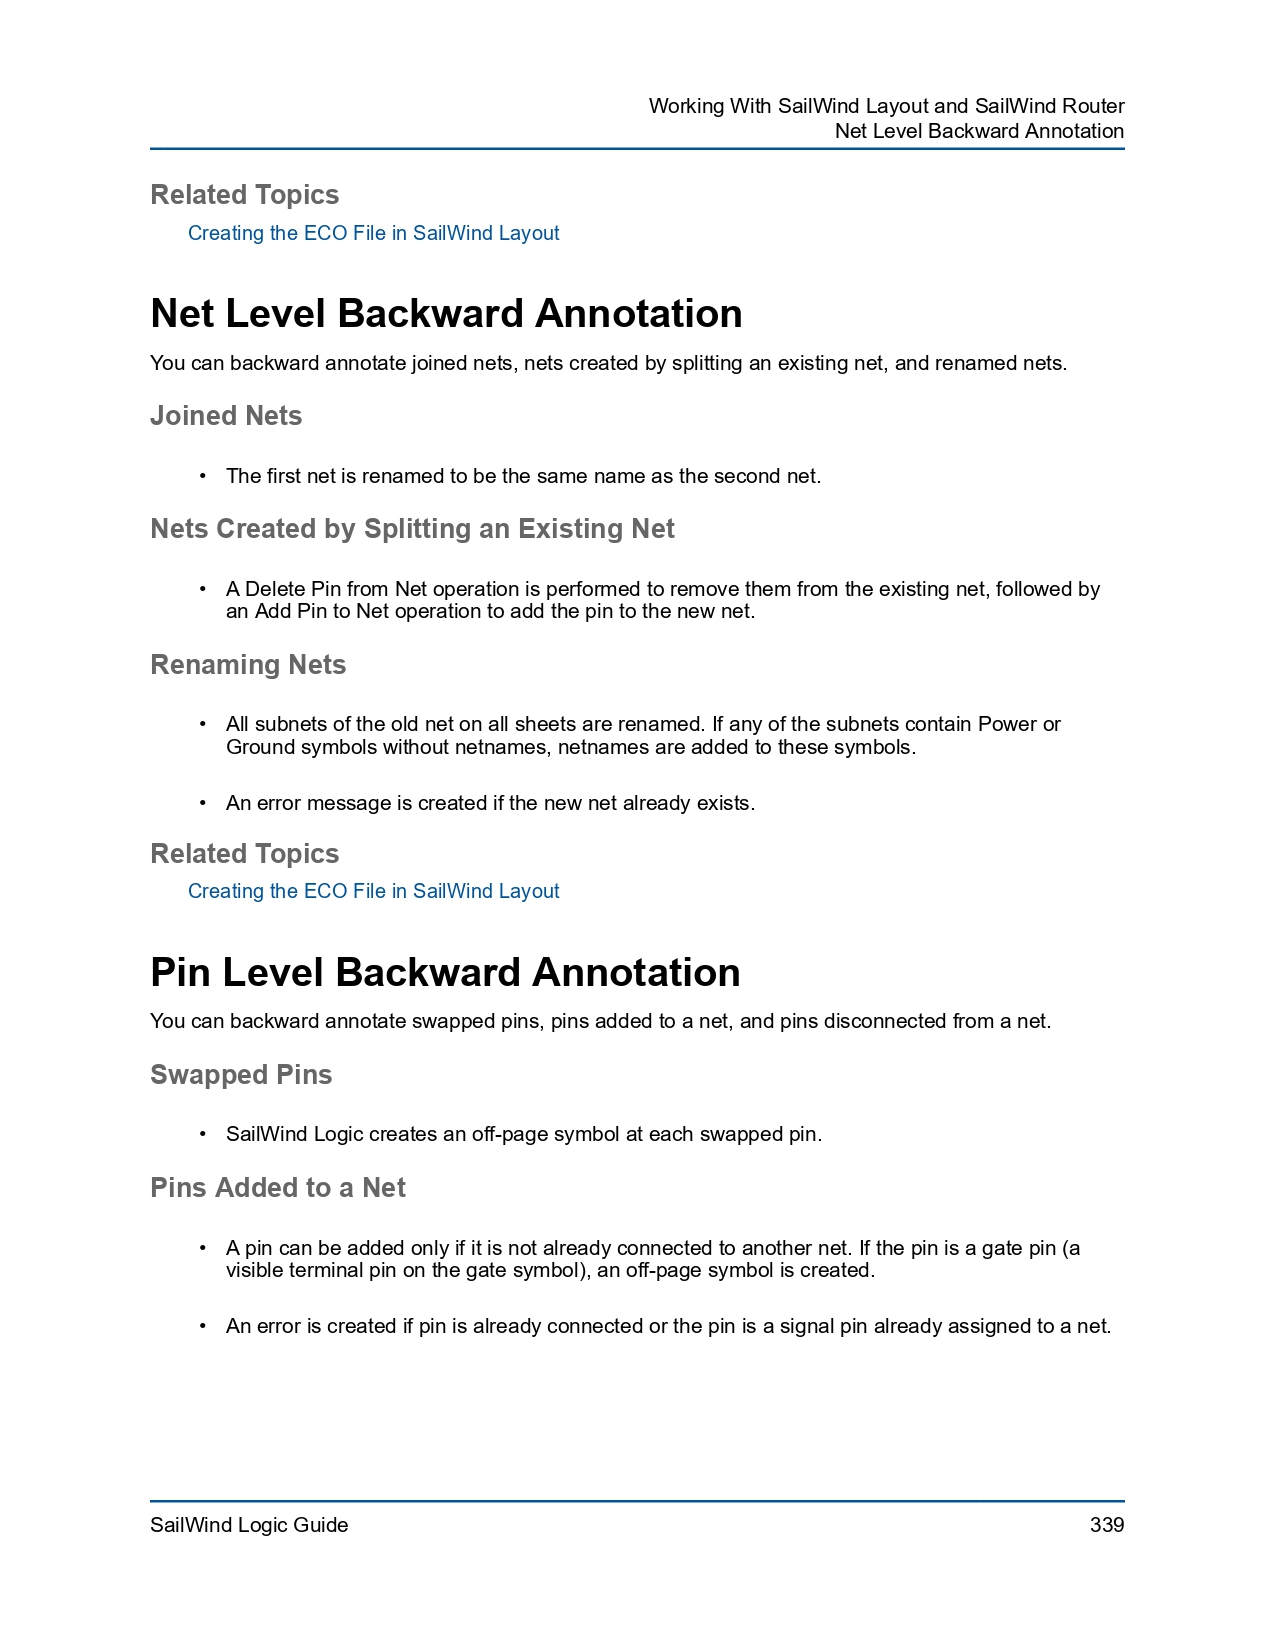 Working With SailWind Layout and SailWind Router
Net Level Backward Annotation
Related Topics
Creating the ECO File in SailWind Layout
Net Level Backward Annotation
You can backward annotate joined nets, nets created by splitting an existing net, and renamed nets.
Joined Nets
• The first net is renamed to be the same name as the second net.
Nets Created by Splitting an Existing Net
• A Delete Pin from Net operation is performed to remove them from the existing net, followed by
an Add Pin to Net operation to add the pin to the new net.
Renaming Nets
• All subnets of the old net on all sheets are renamed. If any of the subnets contain Power or
Ground symbols without netnames, netnames are added to these symbols.
• An error message is created if the new net already exists.
Related Topics
Creating the ECO File in SailWind Layout
Pin Level Backward Annotation
You can backward annotate swapped pins, pins added to a net, and pins disconnected from a net.
Swapped Pins
• SailWind Logic creates an off-page symbol at each swapped pin.
Pins Added to a Net
• A pin can be added only if it is not already connected to another net. If the pin is a gate pin (a
visible terminal pin on the gate symbol), an off-page symbol is created.
• An error is created if pin is already connected or the pin is a signal pin already assigned to a net.
SailWind Logic Guide 339